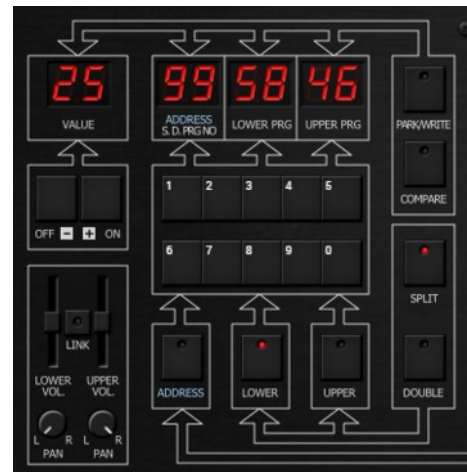 25
99 58 46
VALUE
ADDRESS
S. D. PRG NO
LOWER PRG
UPPER PRG
PARK/WRITE
COMPARE
1 2 3 4 5
6 7 8 9 0
OFF - + ON
SPLIT
LINK
LOWER VOL.
UPPER VOL.
L R
PAN
L R
PAN
ADDRESS
LOWER
UPPER
DOUBLE